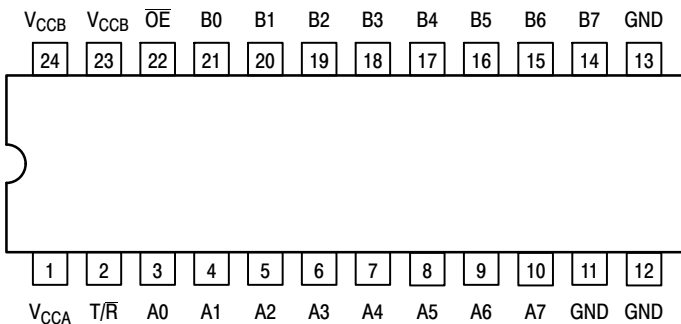 VCCB VCCB O̅E̅ B0 B1 B2 B3 B4 B5 B6 B7 GND
24 23 22 21 20 19 18 17 16 15 14 13
1 2 3 4 5 6 7 8 9 10 11 12
VCCA T/R̅ A0 A1 A2 A3 A4 A5 A6 A7 GND GND